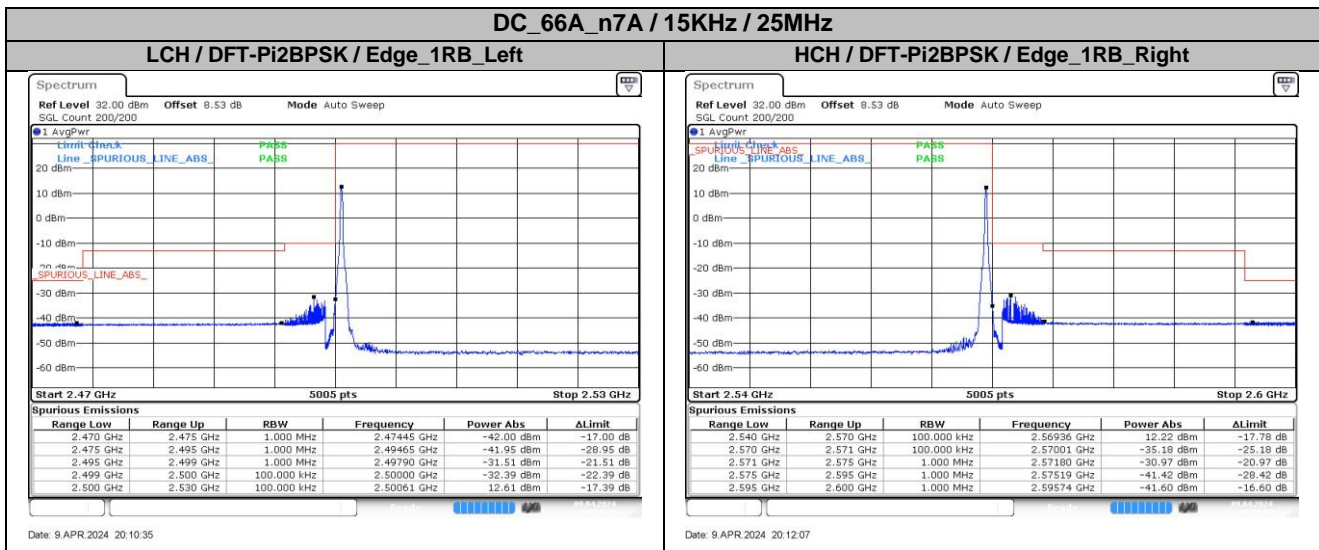 DC_66A_n7A / 15KHz / 25MHz
LCH / DFT-Pi2BPSK / Edge_1RB_Left
HCH / DFT-Pi2BPSK / Edge_1RB_Right
Spectrum
Ref Level 32.00 dBm Offset 8.53 dB Mode Auto Sweep
SGL Count 200/200
1 AvgPwr
Limit Check PASS
Line _SPURIOUS_LINE_ABS_ PASS
20 dBm
10 dBm
0 dBm
-10 dBm
-20 dBm
_SPURIOUS_LINE_ABS_
-30 dBm
-40 dBm
-50 dBm
-60 dBm
Start 2.47 GHz 5005 pts Stop 2.53 GHz
Spurious Emissions
Range Low Range Up RBW Frequency Power Abs ΔLimit
2.470 GHz 2.475 GHz 1.000 MHz 2.47445 GHz -42.00 dBm -17.00 dB
2.475 GHz 2.495 GHz 1.000 MHz 2.49465 GHz -41.95 dBm -28.95 dB
2.495 GHz 2.499 GHz 1.000 MHz 2.49790 GHz -31.51 dBm -21.51 dB
2.499 GHz 2.500 GHz 100.000 kHz 2.50000 GHz -32.39 dBm -22.39 dB
2.500 GHz 2.530 GHz 100.000 kHz 2.50061 GHz 12.61 dBm -17.39 dB
Date: 9.APR.2024 20:10:35
Spectrum
Ref Level 32.00 dBm Offset 8.53 dB Mode Auto Sweep
SGL Count 200/200
1 AvgPwr
Limit Check PASS
_SPURIOUS_LINE_ABS_
Line _SPURIOUS_LINE_ABS_ PASS
20 dBm
10 dBm
0 dBm
-10 dBm
-20 dBm
-30 dBm
-40 dBm
-50 dBm
-60 dBm
Start 2.54 GHz 5005 pts Stop 2.6 GHz
Spurious Emissions
Range Low Range Up RBW Frequency Power Abs ΔLimit
2.540 GHz 2.570 GHz 100.000 kHz 2.56936 GHz 12.22 dBm -17.78 dB
2.570 GHz 2.571 GHz 100.000 kHz 2.57001 GHz -35.18 dBm -25.18 dB
2.571 GHz 2.575 GHz 1.000 MHz 2.57180 GHz -30.97 dBm -20.97 dB
2.575 GHz 2.595 GHz 1.000 MHz 2.57519 GHz -41.42 dBm -28.42 dB
2.595 GHz 2.600 GHz 1.000 MHz 2.59574 GHz -41.60 dBm -16.60 dB
Date: 9.APR.2024 20:12:07